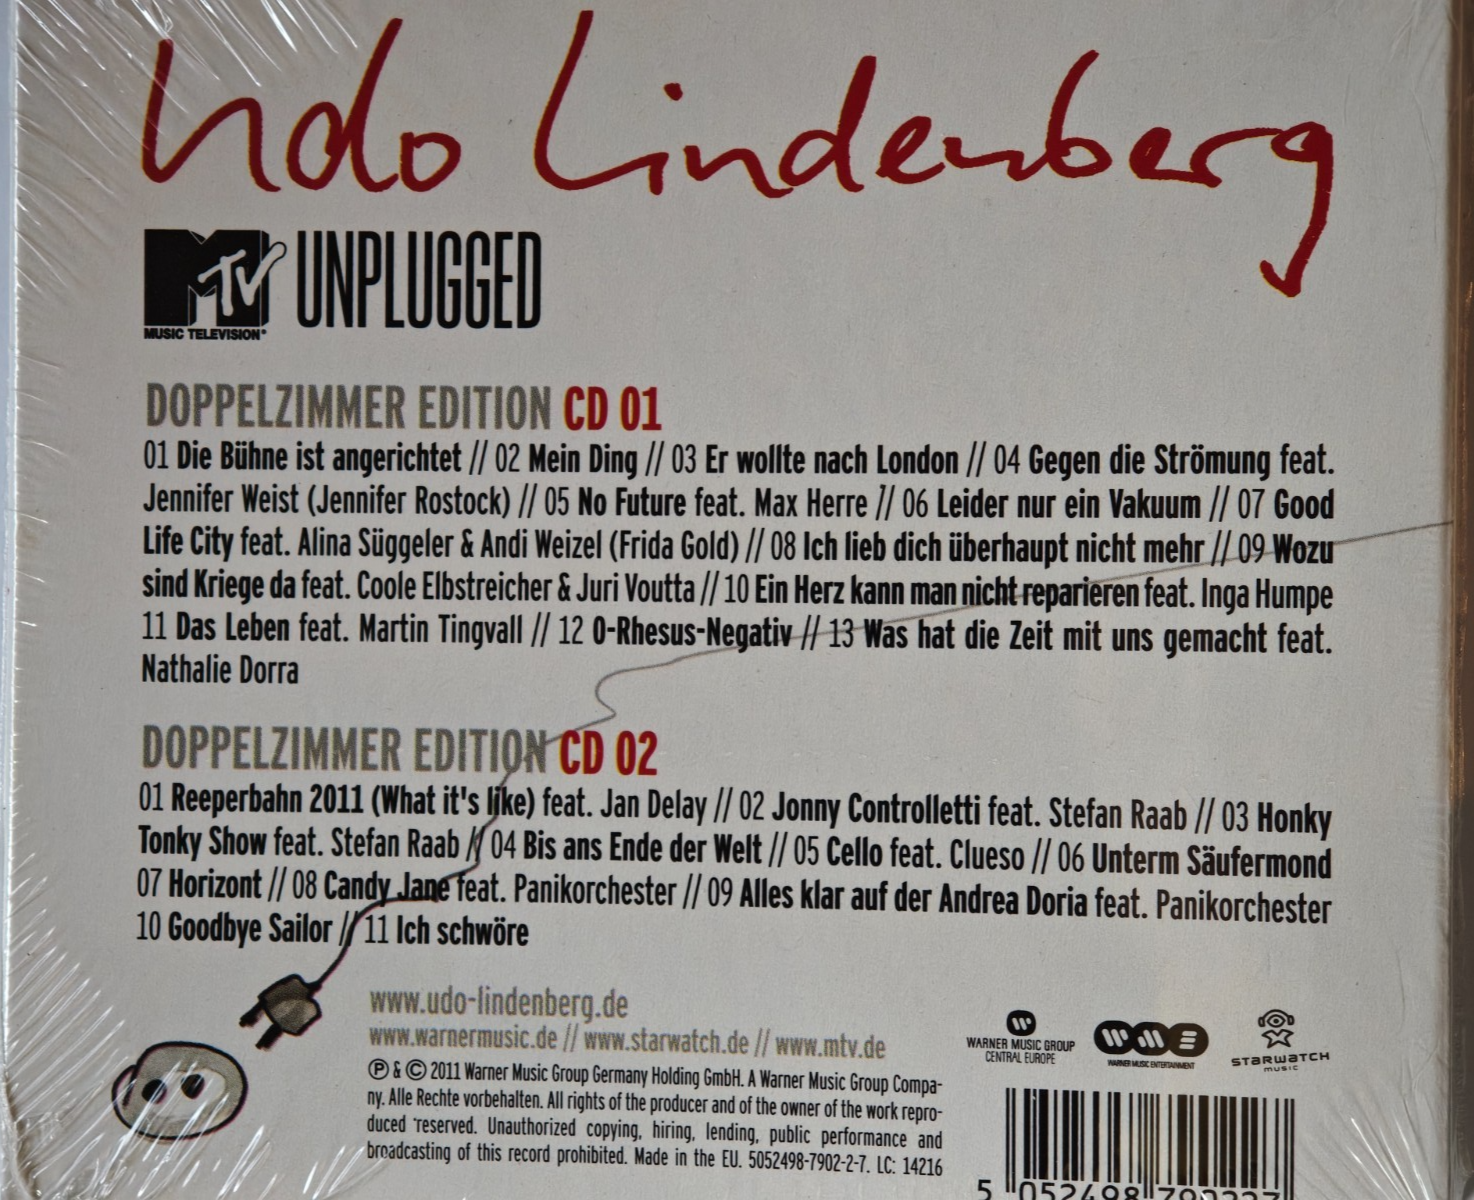 Udo Lindenberg
MTV UNPLUGGED
MUSIC TELEVISION®
DOPPELZIMMER EDITION CD 01
01 Die Bühne ist angerichtet // 02 Mein Ding // 03 Er wollte nach London // 04 Gegen die Strömung feat.
Jennifer Weist (Jennifer Rostock) // 05 No Future feat. Max Herre // 06 Leider nur ein Vakuum // 07 Good
Life City feat. Alina Süggeler & Andi Weizel (Frida Gold) // 08 Ich lieb dich überhaupt nicht mehr // 09 Wozu
sind Kriege da feat. Coole Elbstreicher & Juri Voutta // 10 Ein Herz kann man nicht reparieren feat. Inga Humpe
11 Das Leben feat. Martin Tingvall // 12 0-Rhesus-Negativ // 13 Was hat die Zeit mit uns gemacht feat.
Nathalie Dorra
DOPPELZIMMER EDITION CD 02
01 Reeperbahn 2011 (What it's like) feat. Jan Delay // 02 Jonny Controlletti feat. Stefan Raab // 03 Honky
Tonky Show feat. Stefan Raab // 04 Bis ans Ende der Welt // 05 Cello feat. Clueso // 06 Unterm Säufermond
07 Horizont // 08 Candy Jane feat. Panikorchester // 09 Alles klar auf der Andrea Doria feat. Panikorchester
10 Goodbye Sailor // 11 Ich schwöre
www.udo-lindenberg.de
www.warnermusic.de // www.starwatch.de // www.mtv.de
℗ & © 2011 Warner Music Group Germany Holding GmbH. A Warner Music Group Compa-
ny. Alle Rechte vorbehalten. All rights of the producer and of the owner of the work repro-
duced reserved. Unauthorized copying, hiring, lending, public performance and
broadcasting of this record prohibited. Made in the EU. 5052498-7902-2-7. LC: 14216
WARNER MUSIC GROUP
CENTRAL EUROPE
WME
WARNER MUSIC ENTERTAINMENT
STARWATCH
MUSIC
5 052498 790227